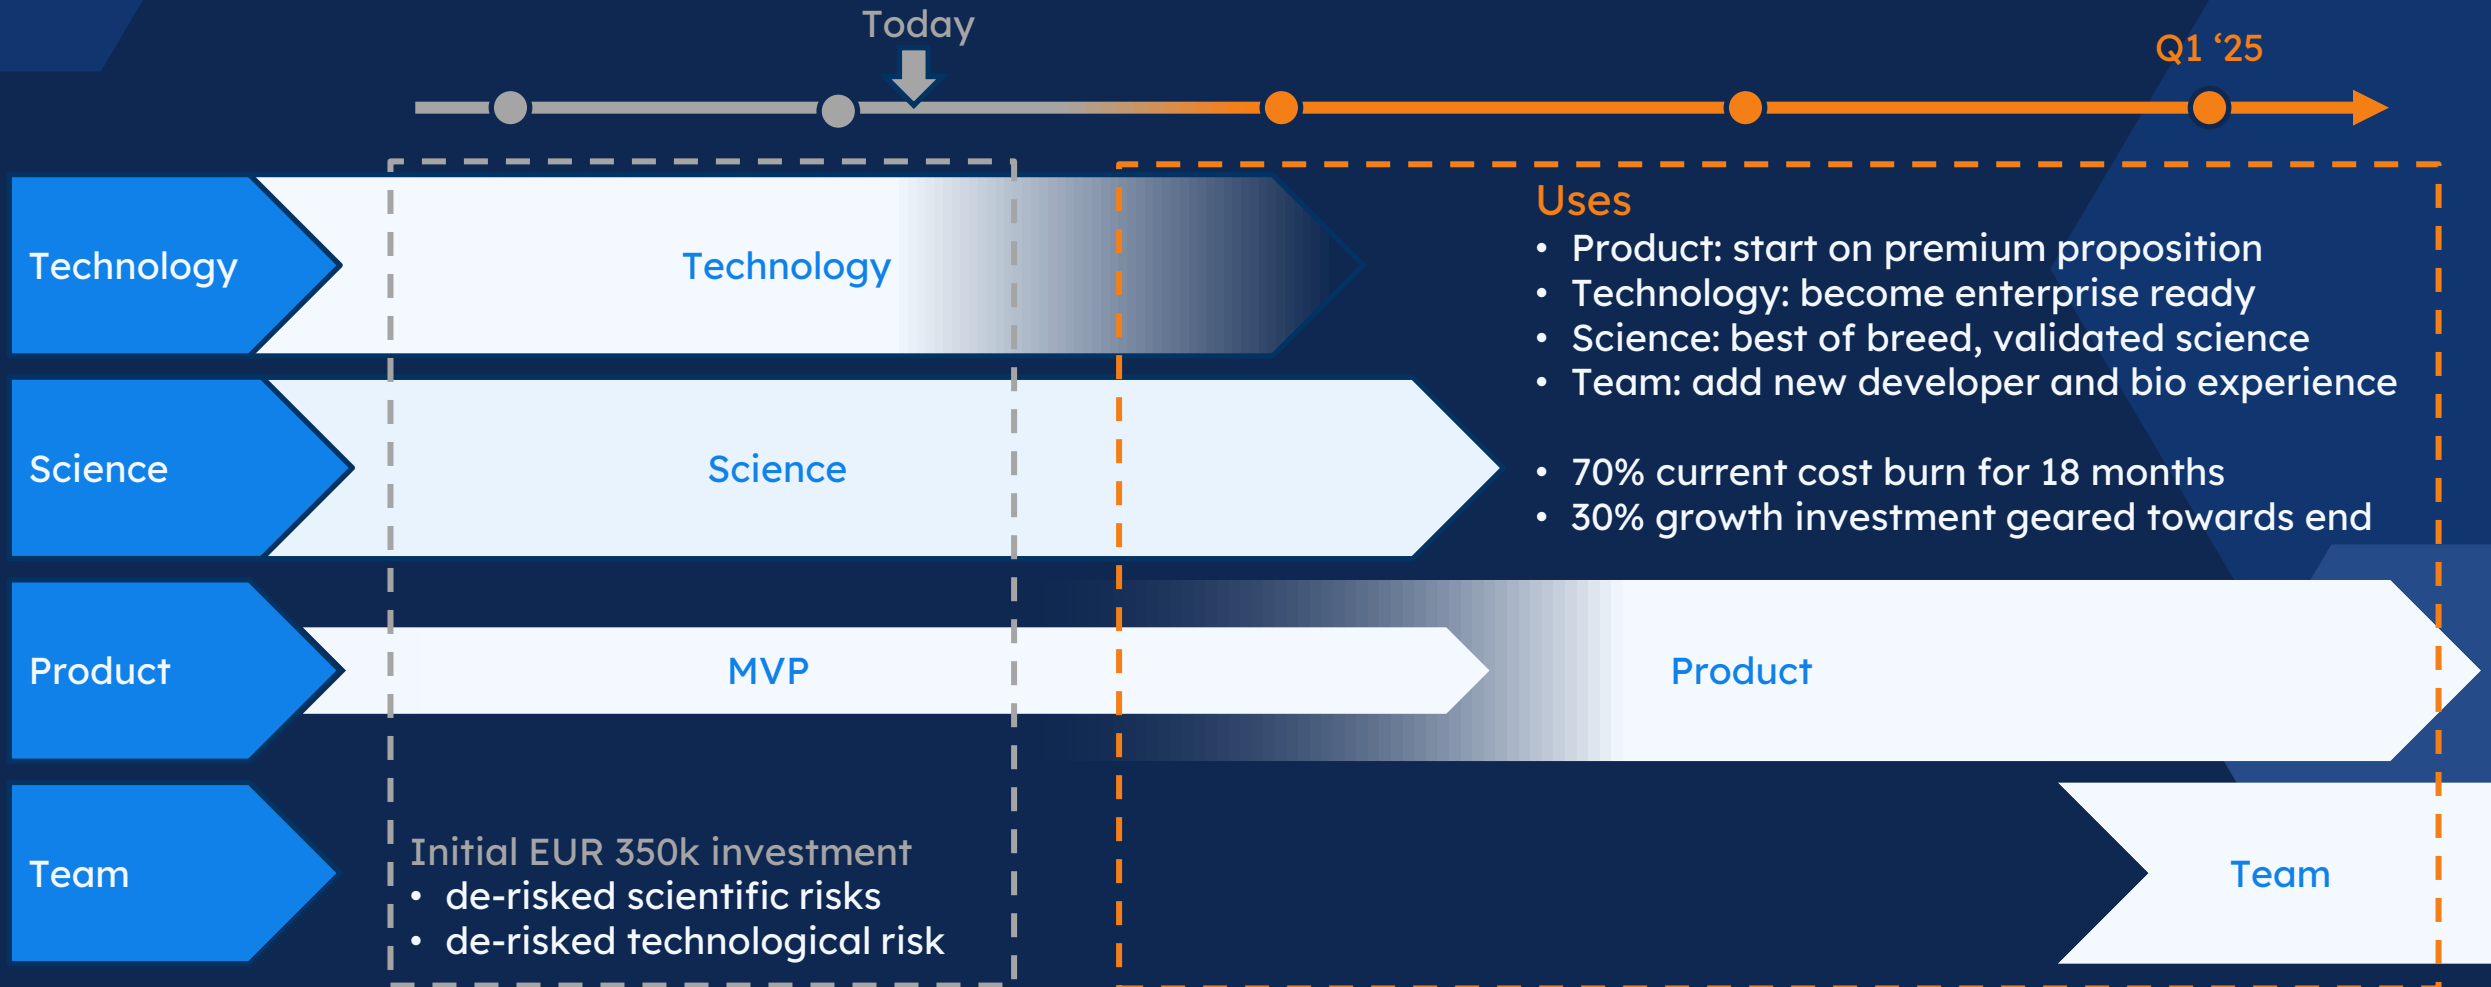 Today
Q1 ‘25
Technology
Technology
Uses
• Product: start on premium proposition
• Technology: become enterprise ready
• Science: best of breed, validated science
• Team: add new developer and bio experience
• 70% current cost burn for 18 months
• 30% growth investment geared towards end
Science
Science
Product
MVP
Product
Team
Initial EUR 350k investment
• de-risked scientific risks
• de-risked technological risk
Team